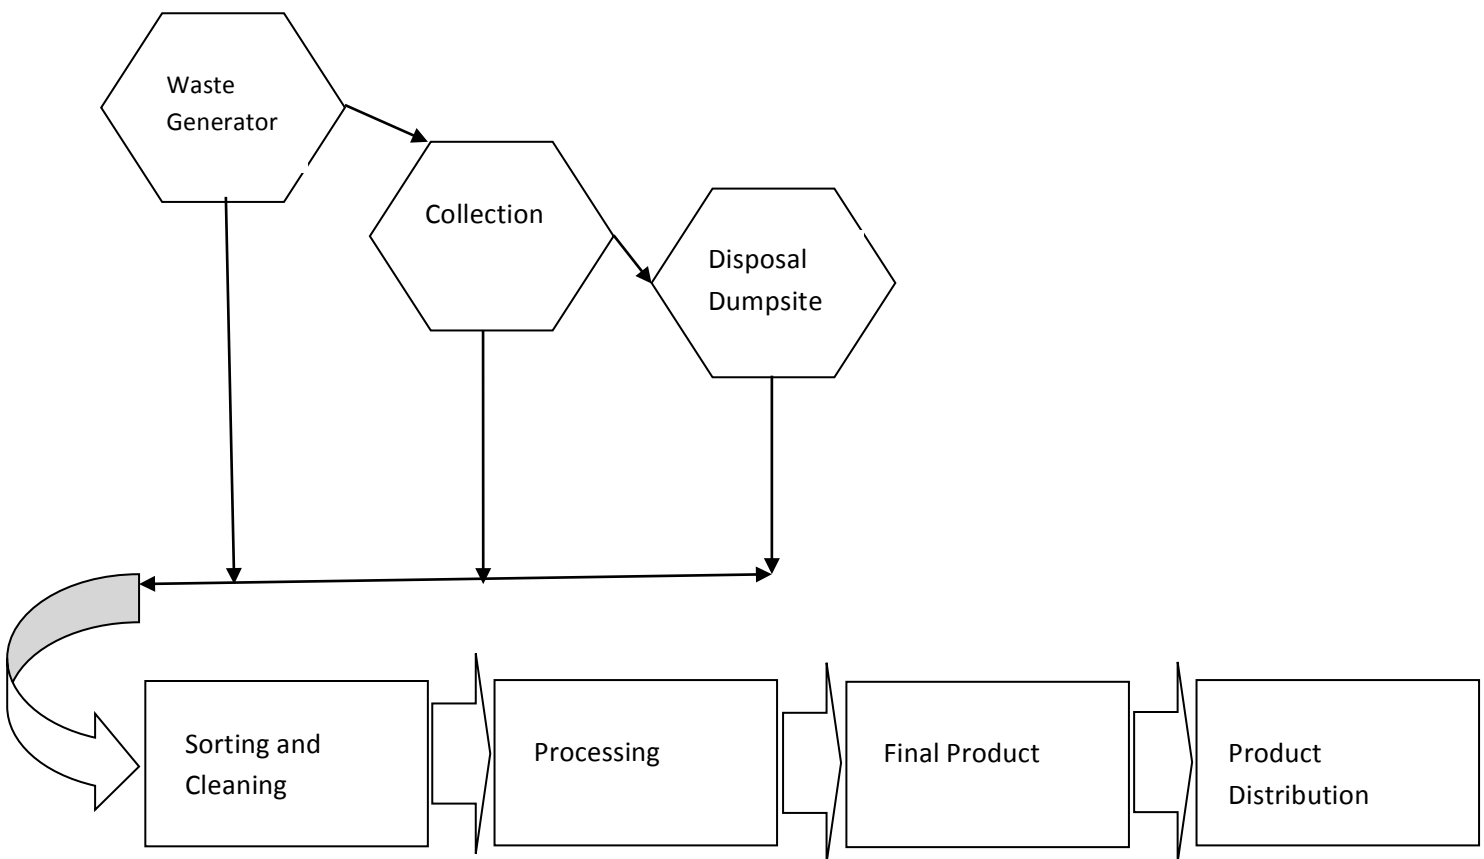 Waste
Generator
Collection
Disposal
Dumpsite
Sorting and
Cleaning
Processing
Final Product
Product
Distribution